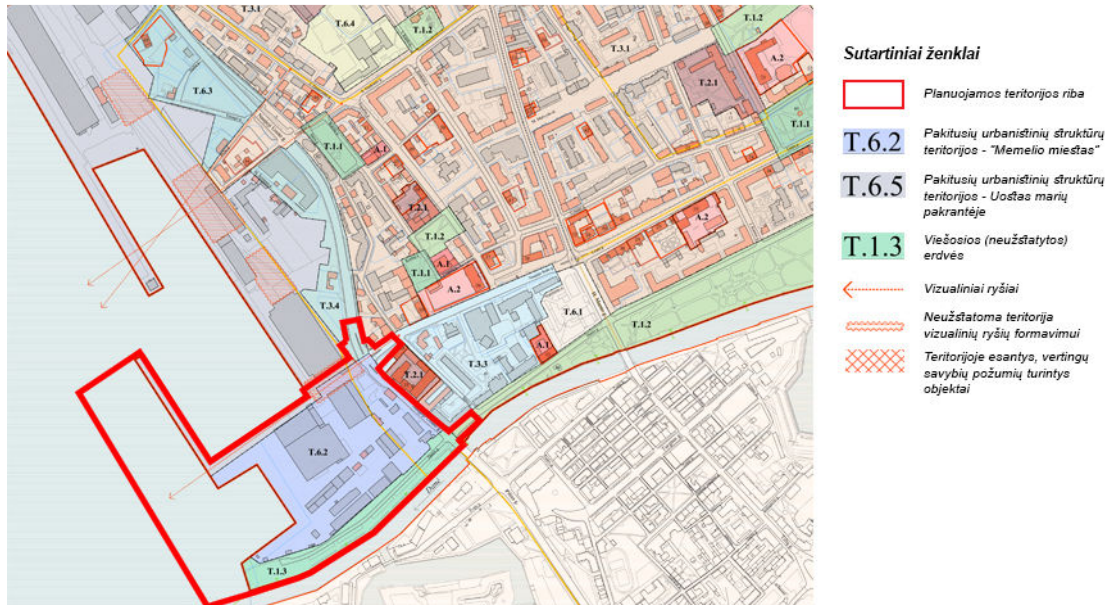 T.3.1
T.6.4
T.1.2
T.1.2
T.3.1
T.2.1
A.2
T.6.3
T.1.1
T.1.1
A.1
T.2.1
A.2
T.1.2
A.1
T.1.1
A.2
T.3.4
T.6.1
T.1.2
A.1
T.3.3
T.2.1
T.6.2
T.1.3
Sutartiniai ženklai
Planuojamos teritorijos riba
T.6.2 Pakitusių urbanistinių struktūrų
teritorijos - "Memelio miestas"
T.6.5 Pakitusių urbanistinių struktūrų
teritorijos - Uostas marių
pakrantėje
T.1.3 Viešosios (neužstatytos)
erdvės
Vizualiniai ryšiai
Neužstatoma teritorija
vizualinių ryšių formavimui
Teritorijoje esantys, vertingų
savybių požymių turintys
objektai